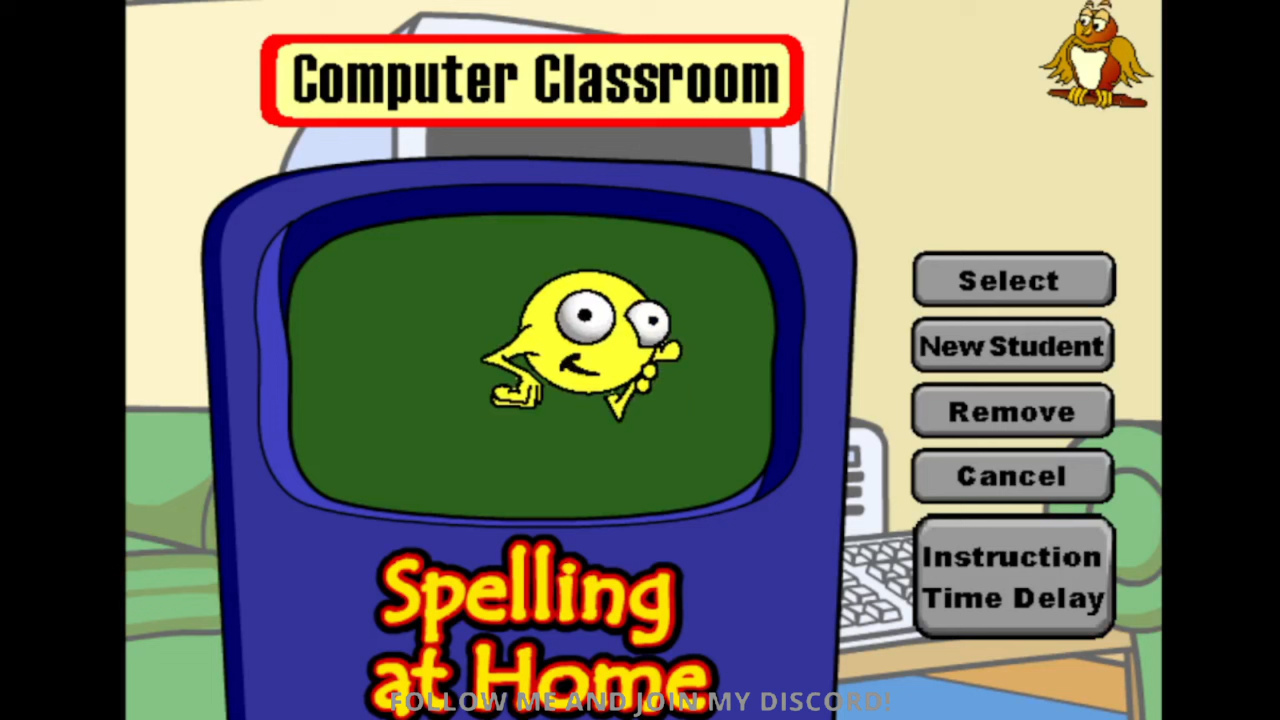 Computer Classroom
Select
New Student
Remove
Cancel
Instruction
Time Delay
Spelling
at Home
FOLLOW ME AND JOIN MY DISCORD!